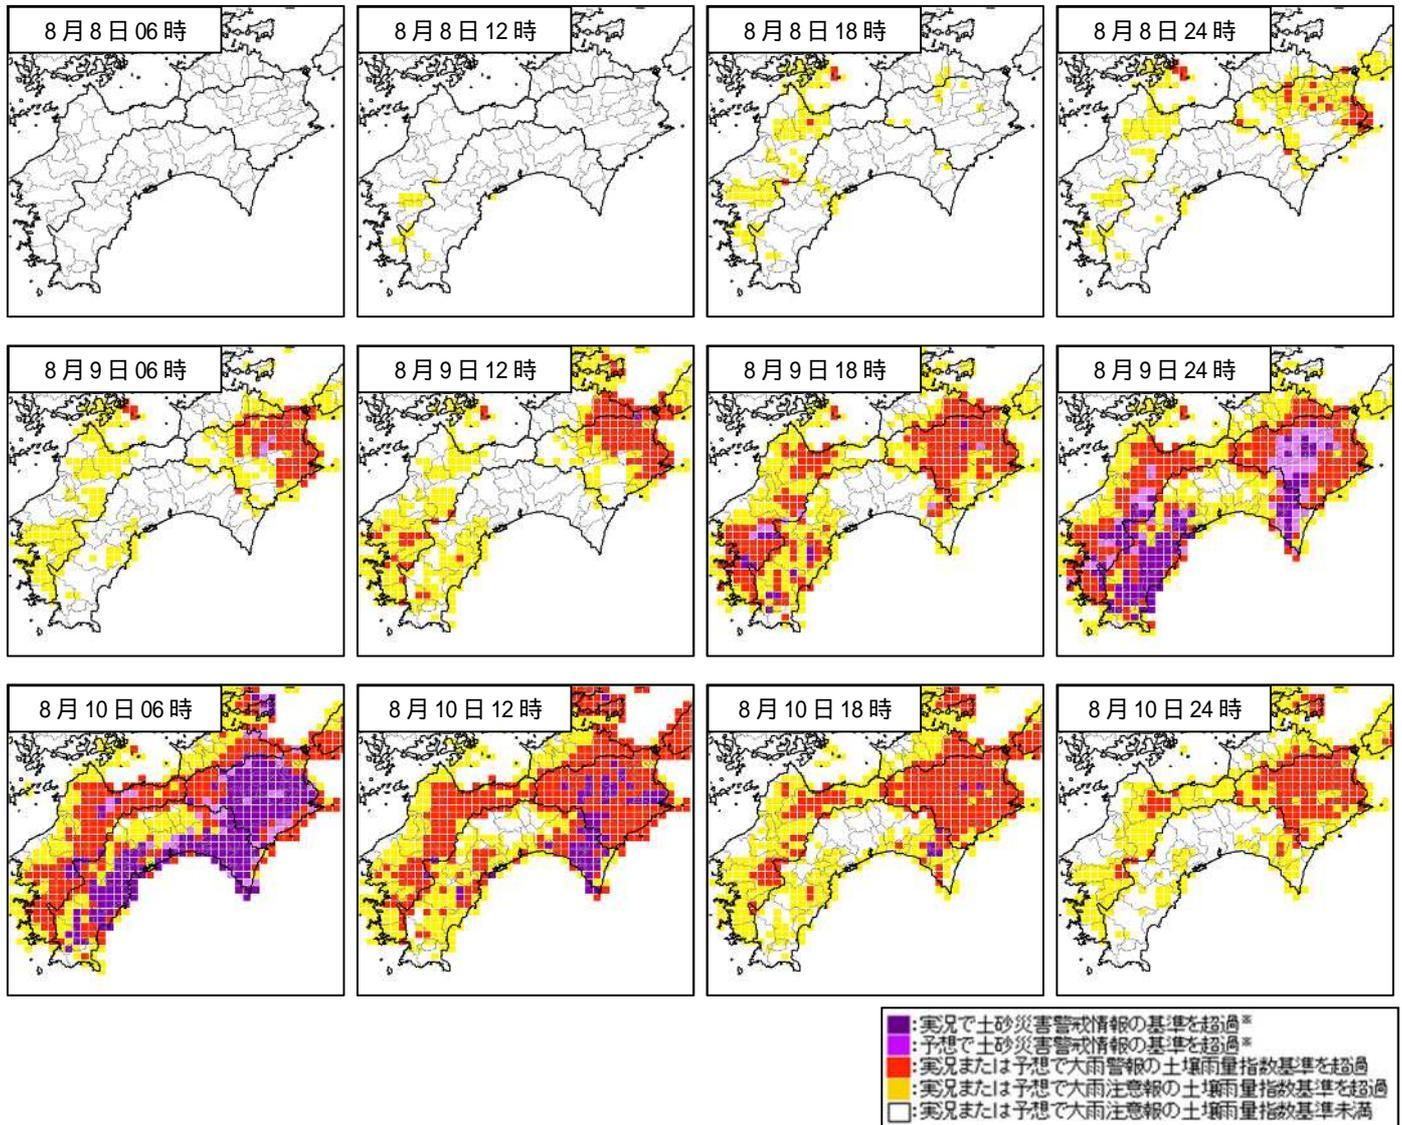 8月8日06時
8月8日12時
8月8日18時
8月8日24時
8月9日06時
8月9日12時
8月9日18時
8月9日24時
8月10日06時
8月10日12時
8月10日18時
8月10日24時
:実況で土砂災害警戒情報の基準を超過※
:予想で土砂災害警戒情報の基準を超過※
:実況または予想で大雨警報の土壌雨量指数基準を超過
:実況または予想で大雨注意報の土壌雨量指数基準を超過
:実況または予想で大雨注意報の土壌雨量指数基準未満